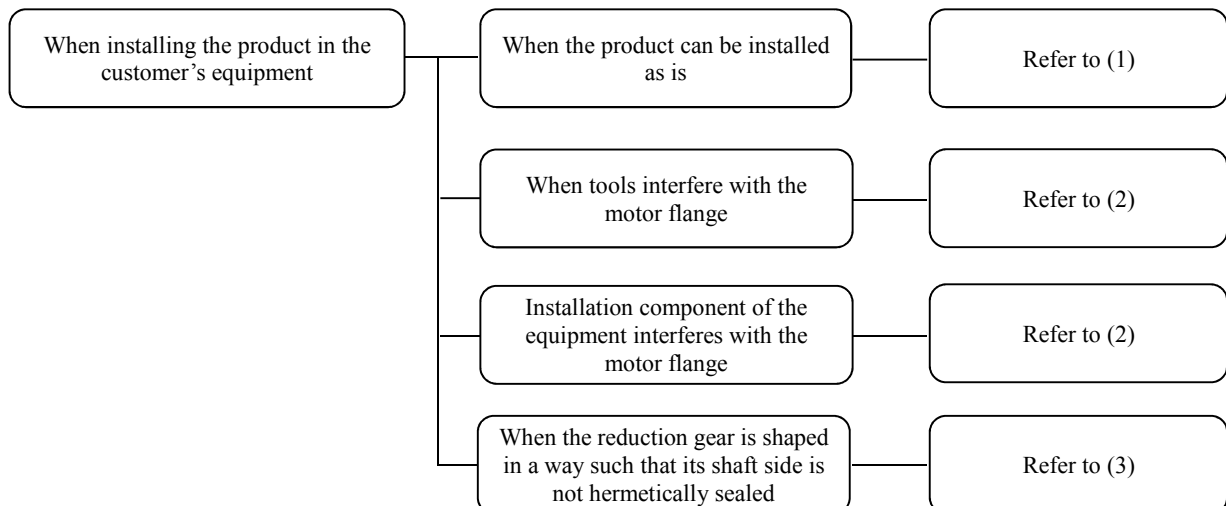 When installing the product in the
customer’s equipment
When the product can be installed
as is
Refer to (1)
When tools interfere with the
motor flange
Refer to (2)
Installation component of the
equipment interferes with the
motor flange
Refer to (2)
When the reduction gear is shaped
in a way such that its shaft side is
not hermetically sealed
Refer to (3)